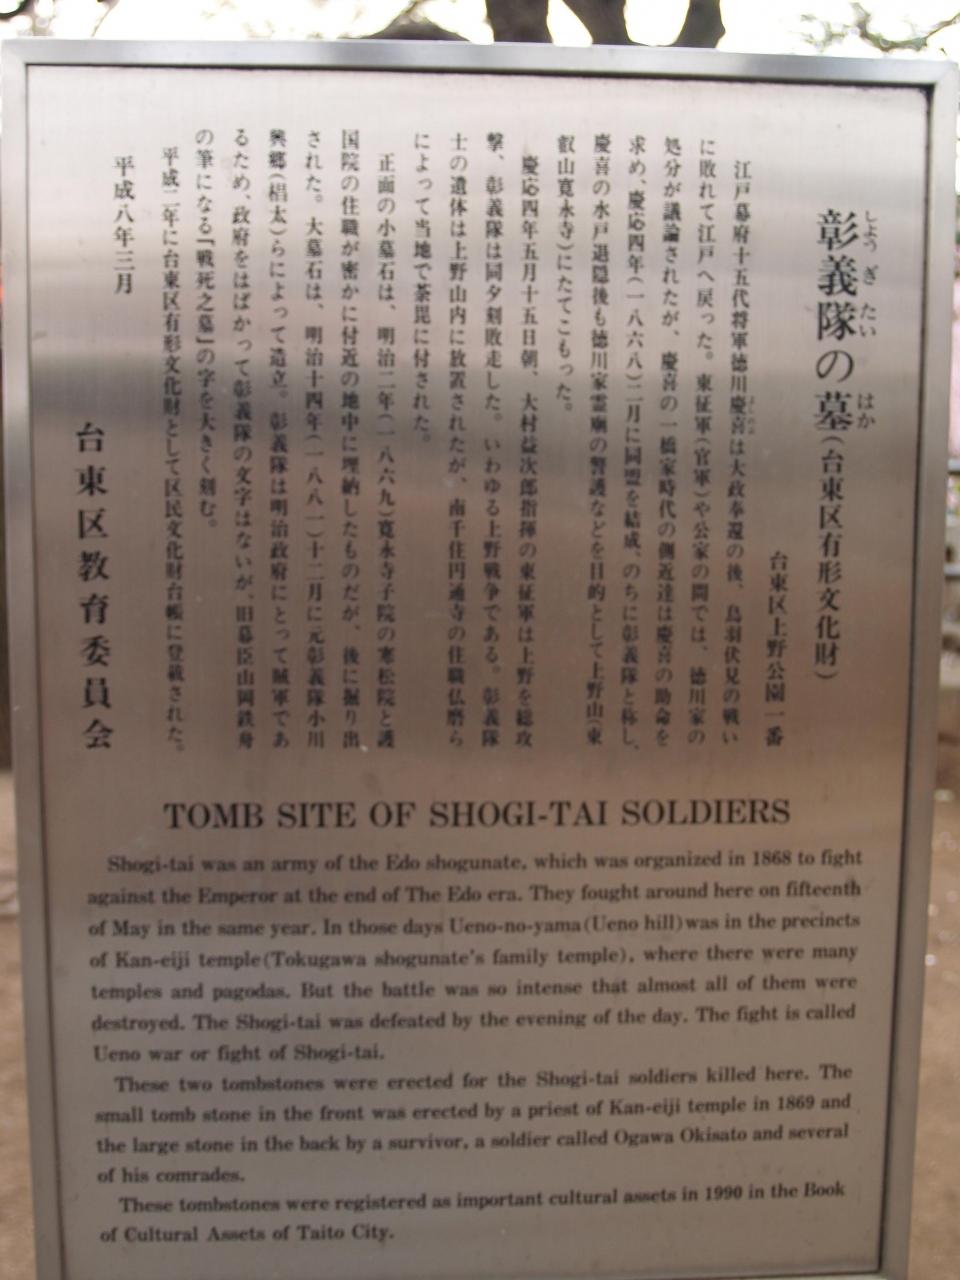 彰義隊の墓(台東区有形文化財)
しょうぎたい はか
台東区上野公園一番
江戸幕府十五代将軍徳川慶喜は大政奉還の後、鳥羽伏見の戦い
よしのぶ
に敗れて江戸へ戻った。東征軍(官軍)や公家の間では、徳川家の
処分が議論されたが、慶喜の一橋家時代の側近達は慶喜の助命を
求め、慶応四年(一八六八)二月に同盟を結成、のちに彰義隊と称し、
慶喜の水戸退隠後も徳川家霊廟の警護などを目的として上野山(東
叡山寛永寺)にたてこもった。
慶応四年五月十五日朝、大村益次郎指揮の東征軍は上野を総攻
撃、彰義隊は同夕刻敗走した。いわゆる上野戦争である。彰義隊
士の遺体は上野山内に放置されたが、南千住円通寺の住職仏磨ら
によって当地で荼毘に付された。
正面の小墓石は、明治二年(一八六九)寛永寺子院の寒松院と護
国院の住職が密かに付近の地中に埋納したものだが、後に掘り出
された。大墓石は、明治十四年(一八八一)十二月に元彰義隊小川
興郷(椙太)らによって造立。彰義隊は明治政府にとって賊軍であ
るため、政府をはばかって彰義隊の文字はないが、旧幕臣山岡鉄舟
の筆になる「戦死之墓」の字を大きく刻む。
平成二年に台東区有形文化財として区民文化財台帳に登載された。
平成八年三月
台東区教育委員会
TOMB SITE OF SHOGI-TAI SOLDIERS
Shogi-tai was an army of the Edo shogunate, which was organized in 1868 to fight
against the Emperor at the end of The Edo era. They fought around here on fifteenth
of May in the same year. In those days Ueno-no-yama(Ueno hill)was in the precincts
of Kan-eiji temple(Tokugawa shogunate's family temple), where there were many
temples and pagodas. But the battle was so intense that almost all of them were
destroyed. The Shogi-tai was defeated by the evening of the day. The fight is called
Ueno war or fight of Shogi-tai.
These two tombstones were erected for the Shogi-tai soldiers killed here. The
small tomb stone in the front was erected by a priest of Kan-eiji temple in 1869 and
the large stone in the back by a survivor, a soldier called Ogawa Okisato and several
of his comrades.
These tombstones were registered as important cultural assets in 1990 in the Book
of Cultural Assets of Taito City.